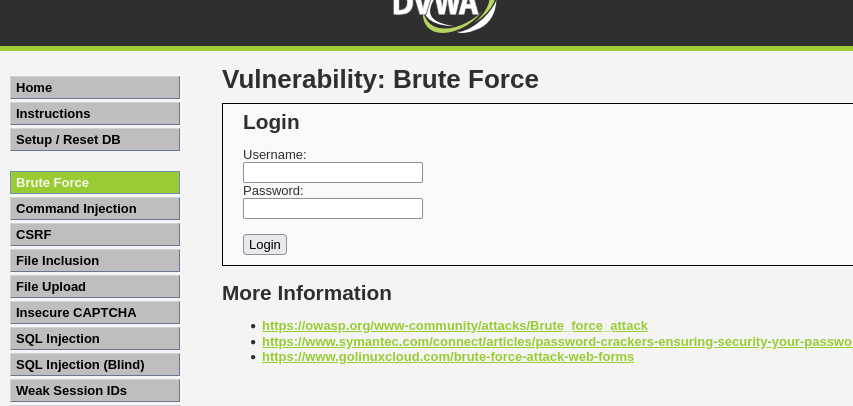 DVWA
Home
Instructions
Setup / Reset DB
Brute Force
Command Injection
CSRF
File Inclusion
File Upload
Insecure CAPTCHA
SQL Injection
SQL Injection (Blind)
Weak Session IDs
Vulnerability: Brute Force
Login
Username:
Password:
Login
More Information
• https://owasp.org/www-community/attacks/Brute_force_attack
• https://www.symantec.com/connect/articles/password-crackers-ensuring-security-your-passwo
• https://www.golinuxcloud.com/brute-force-attack-web-forms